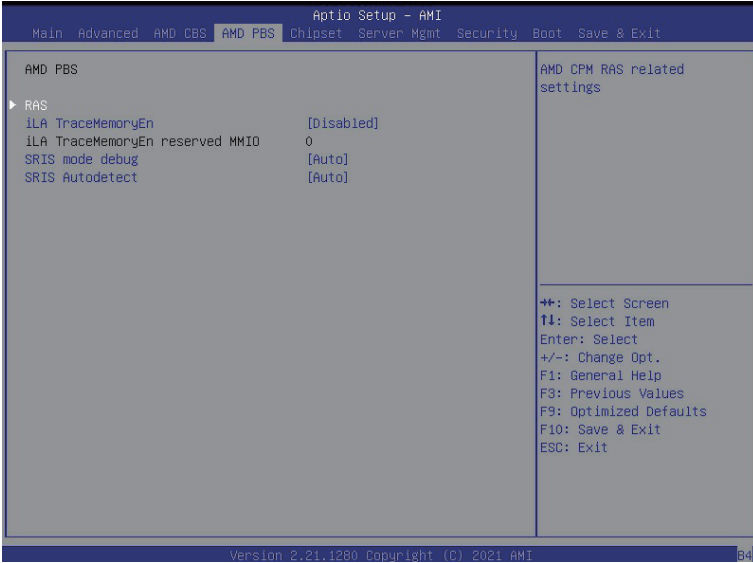 Aptio Setup – AMI
Main Advanced AMD CBS AMD PBS Chipset Server Mgmt Security Boot Save & Exit
AMD PBS
RAS
iLA TraceMemoryEn [Disabled]
iLA TraceMemoryEn reserved MMIO 0
SRIS mode debug [Auto]
SRIS Autodetect [Auto]
AMD CPM RAS related
settings
→←: Select Screen
↑↓: Select Item
Enter: Select
+/-: Change Opt.
F1: General Help
F3: Previous Values
F9: Optimized Defaults
F10: Save & Exit
ESC: Exit
Version 2.21.1280 Copyright (C) 2021 AMI
B4